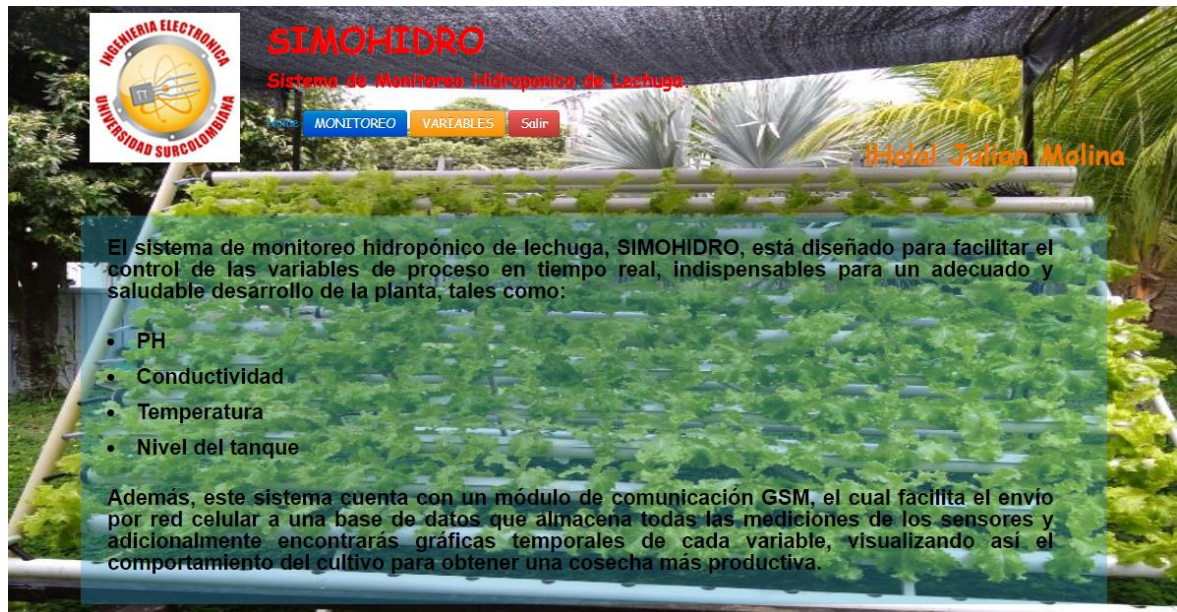 INGENIERIA ELECTRONICA
UNIVERSIDAD SURCOLOMBIANA
SIMOHIDRO
Sistema de Monitoreo Hidroponico de Lechuga.
Home MONITOREO VARIABLES Salir
!Hola! Julian Molina
El sistema de monitoreo hidropónico de lechuga, SIMOHIDRO, está diseñado para facilitar el
control de las variables de proceso en tiempo real, indispensables para un adecuado y
saludable desarrollo de la planta, tales como:
• PH
• Conductividad
• Temperatura
• Nivel del tanque
Además, este sistema cuenta con un módulo de comunicación GSM, el cual facilita el envío
por red celular a una base de datos que almacena todas las mediciones de los sensores y
adicionalmente encontrarás gráficas temporales de cada variable, visualizando así el
comportamiento del cultivo para obtener una cosecha más productiva.